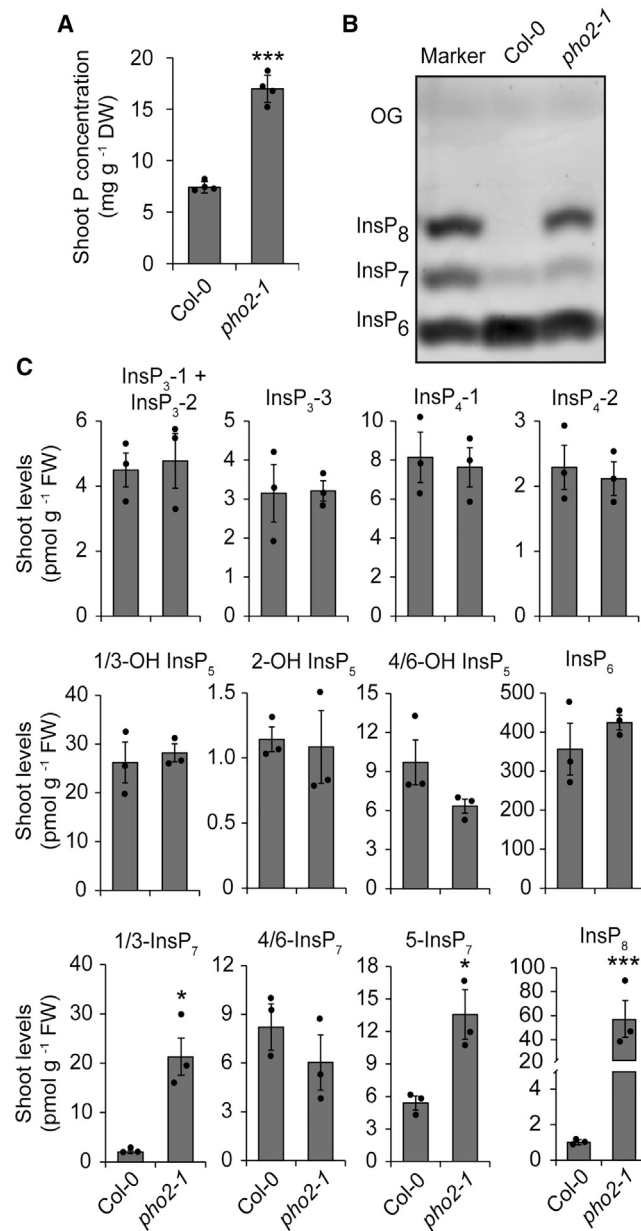 A
Shoot P concentration
(mg g ⁻¹ DW)
20
15
10
5
0
***
Col-0
pho2-1
B
Marker
Col-0
pho2-1
OG
InsP₈
InsP₇
InsP₆
C
InsP₃-1 +
InsP₃-2
Shoot levels
(pmol g ⁻¹ FW)
6
4
2
0
InsP₃-3
5
4
3
2
1
0
InsP₄-1
10
8
6
4
2
0
InsP₄-2
3
2
1
0
1/3-OH InsP₅
Shoot levels
(pmol g ⁻¹ FW)
40
30
20
10
0
2-OH InsP₅
1.5
1.0
0.5
0
4/6-OH InsP₅
15
12
9
6
3
0
InsP₆
500
400
300
200
100
0
1/3-InsP₇
Shoot levels
(pmol g ⁻¹ FW)
40
30
20
10
0
*
Col-0
pho2-1
4/6-InsP₇
12
9
6
3
0
Col-0
pho2-1
5-InsP₇
18
15
12
9
6
3
0
*
Col-0
pho2-1
InsP₈
***
100
80
60
40
20
4
2
0
Col-0
pho2-1